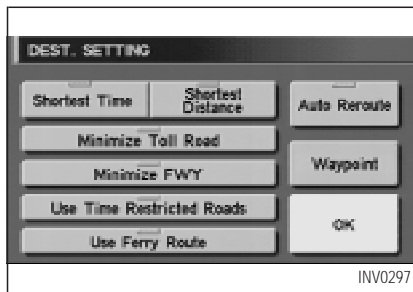 DEST. SETTING
Shortest Time
Shortest
Distance
Auto Reroute
Minimize Toll Road
Minimize FWY
Waypoint
Use Time Restricted Roads
Use Ferry Route
OK
INV0297